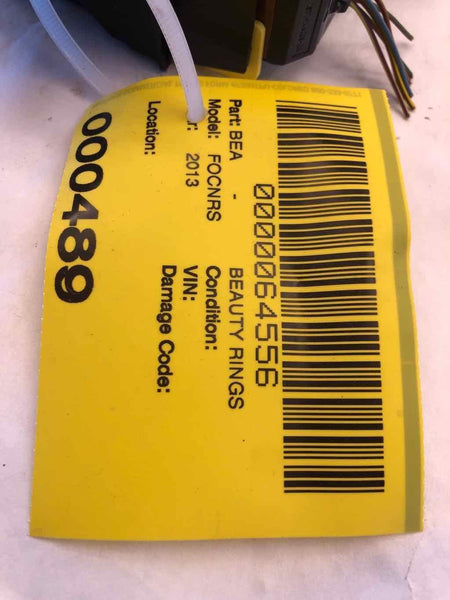 0000064556
Part: BEA - BEAUTY RINGS
Model: FOCNRS Condition:
r: 2013 VIN:
Location: Damage Code:
000489